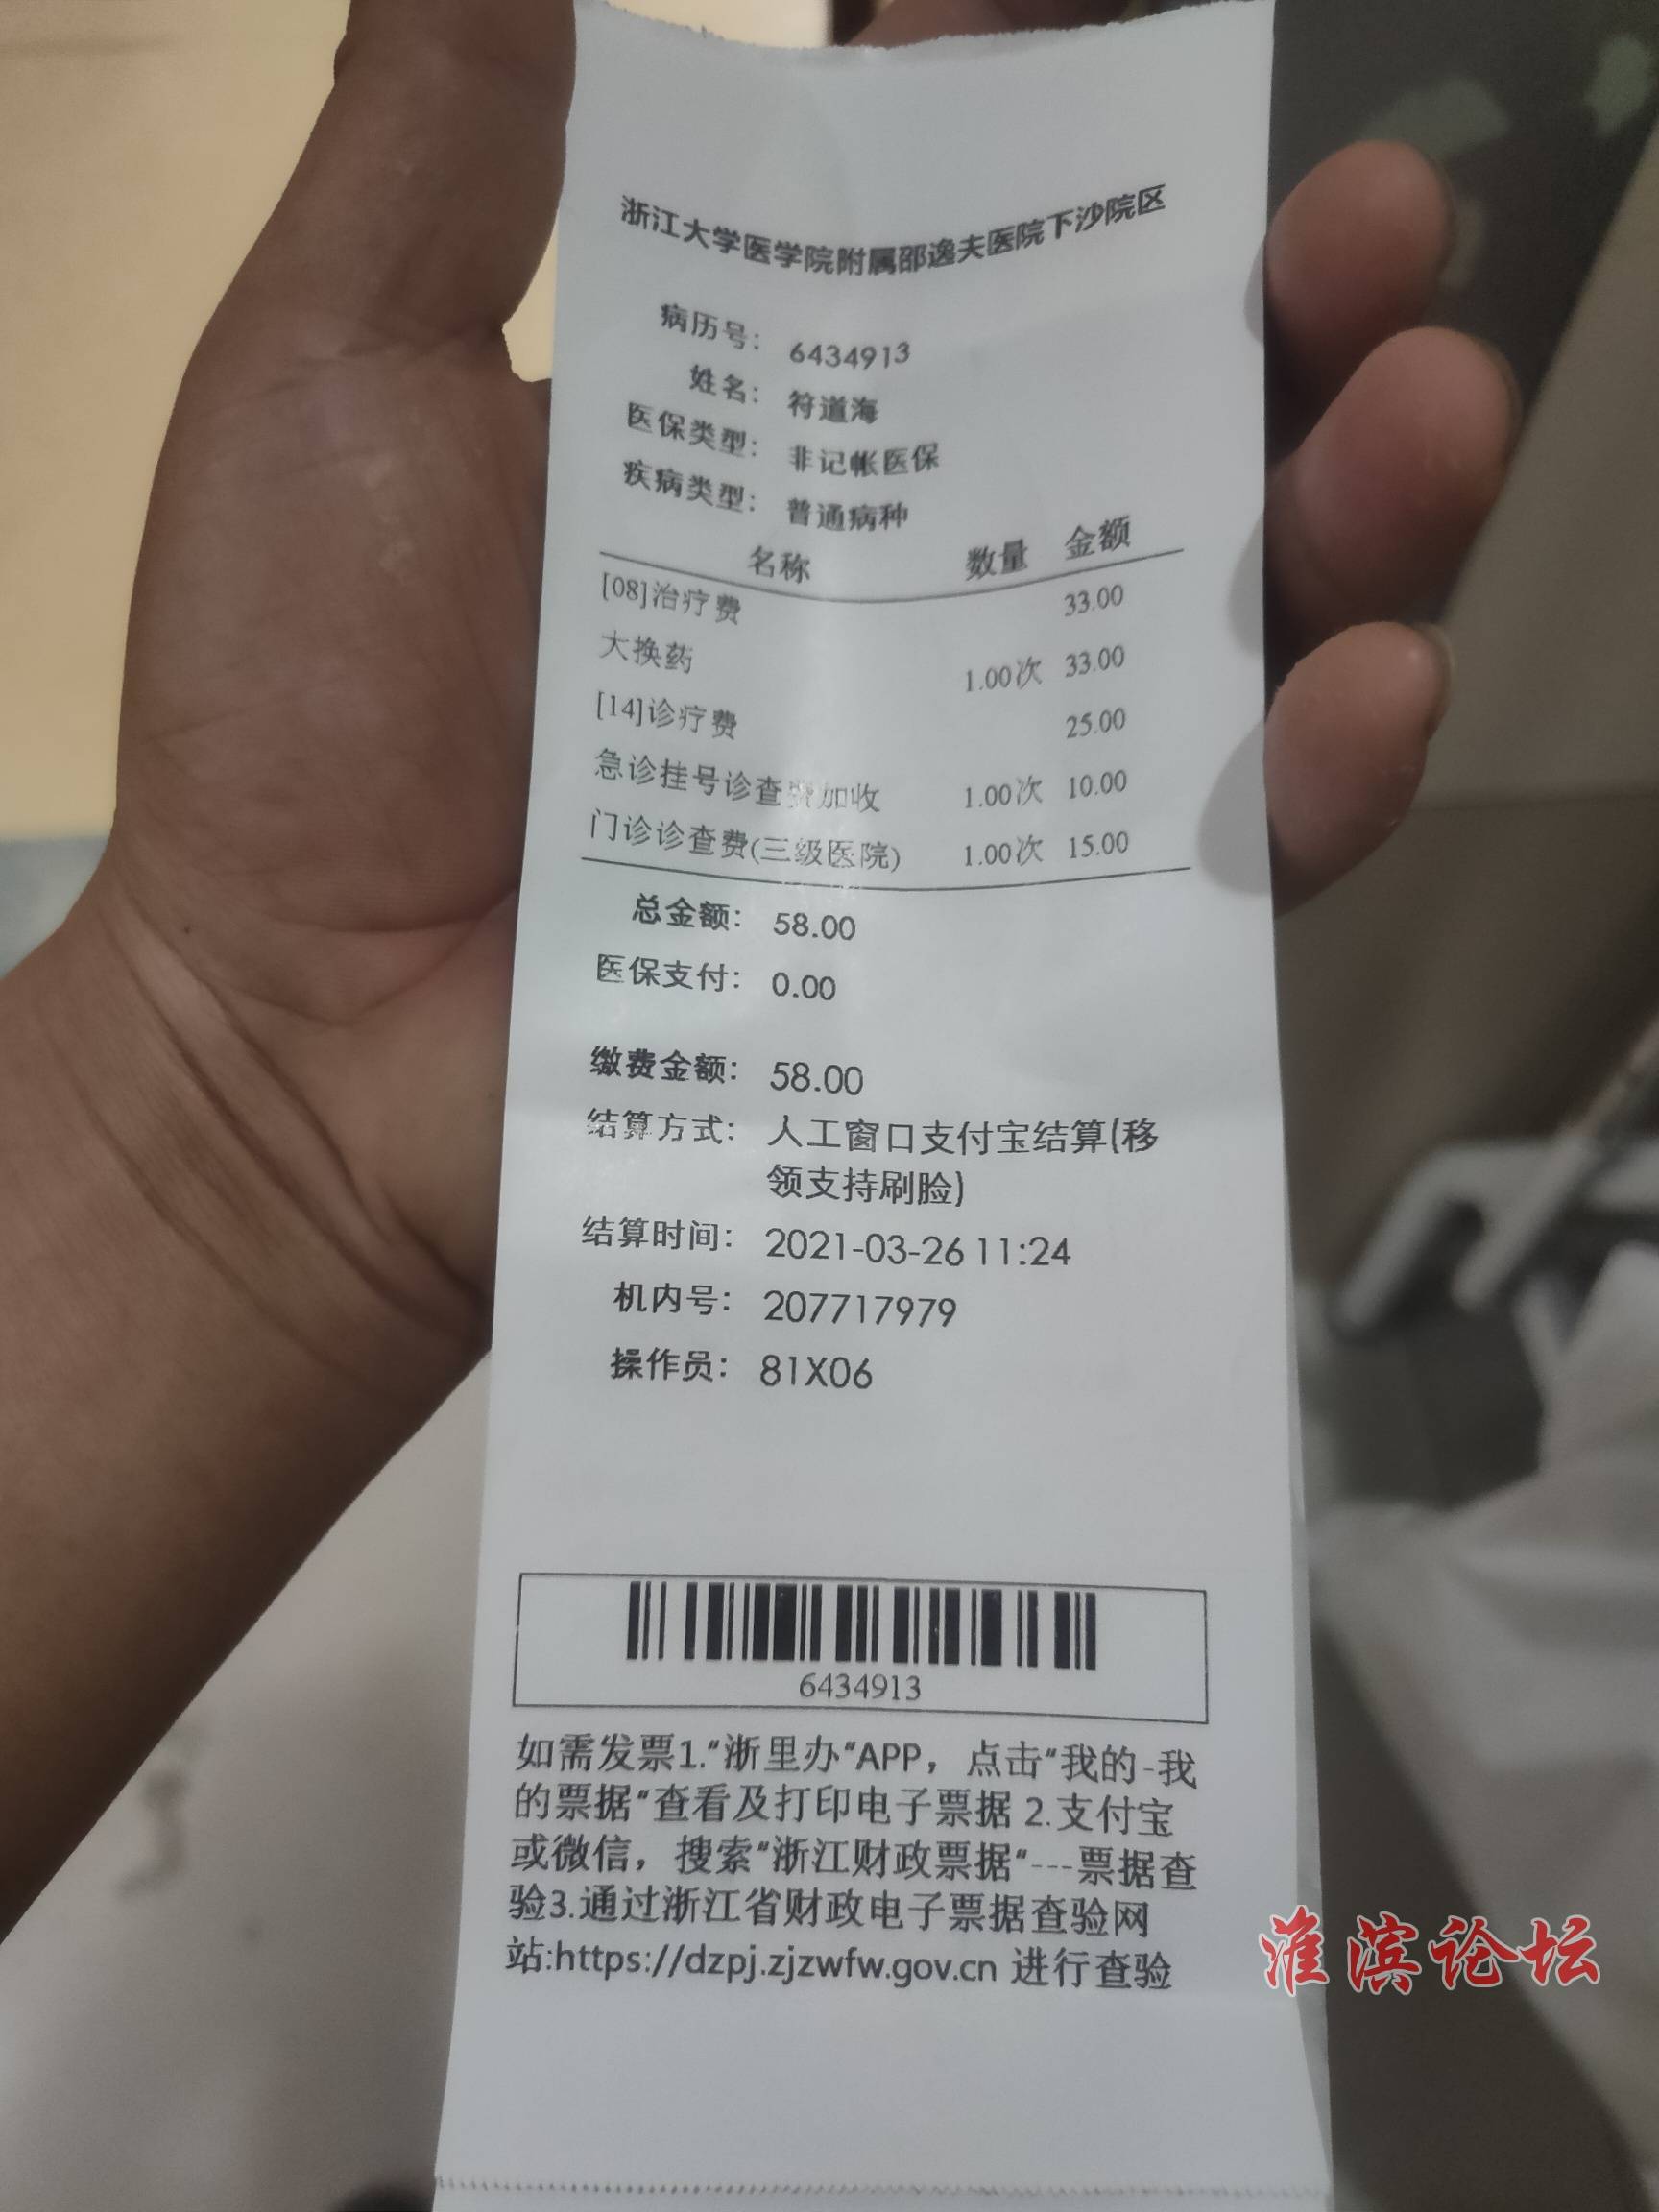 浙江大学医学院附属邵逸夫医院下沙院区
病历号： 6434913
姓名： 符道海
医保类型： 非记帐医保
疾病类型： 普通病种
名称 数量 金额
[08]治疗费 33.00
大换药 1.00次 33.00
[14]诊疗费 25.00
急诊挂号诊查费加收 1.00次 10.00
门诊诊查费(三级医院) 1.00次 15.00
总金额： 58.00
医保支付： 0.00
缴费金额： 58.00
结算方式： 人工窗口支付宝结算(移
领支持刷脸)
结算时间： 2021-03-26 11:24
机内号： 207717979
操作员： 81X06
6434913
如需发票1.“浙里办“APP，点击“我的-我
的票据“查看及打印电子票据 2.支付宝
或微信，搜索“浙江财政票据“---票据查
验3.通过浙江省财政电子票据查验网
站:https://dzpj.zjzwfw.gov.cn 进行查验
淮滨论坛